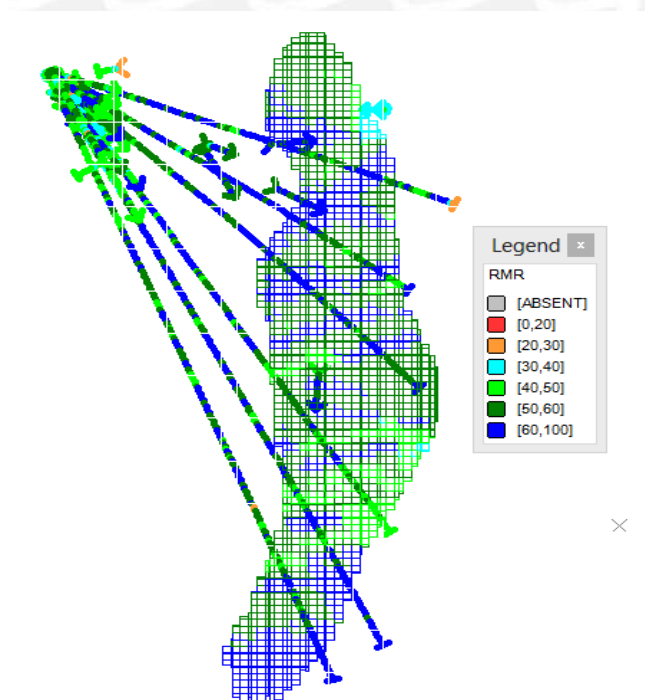 Legend
RMR
[ABSENT]
[0,20]
[20,30]
[30,40]
[40,50]
[50,60]
[60,100]